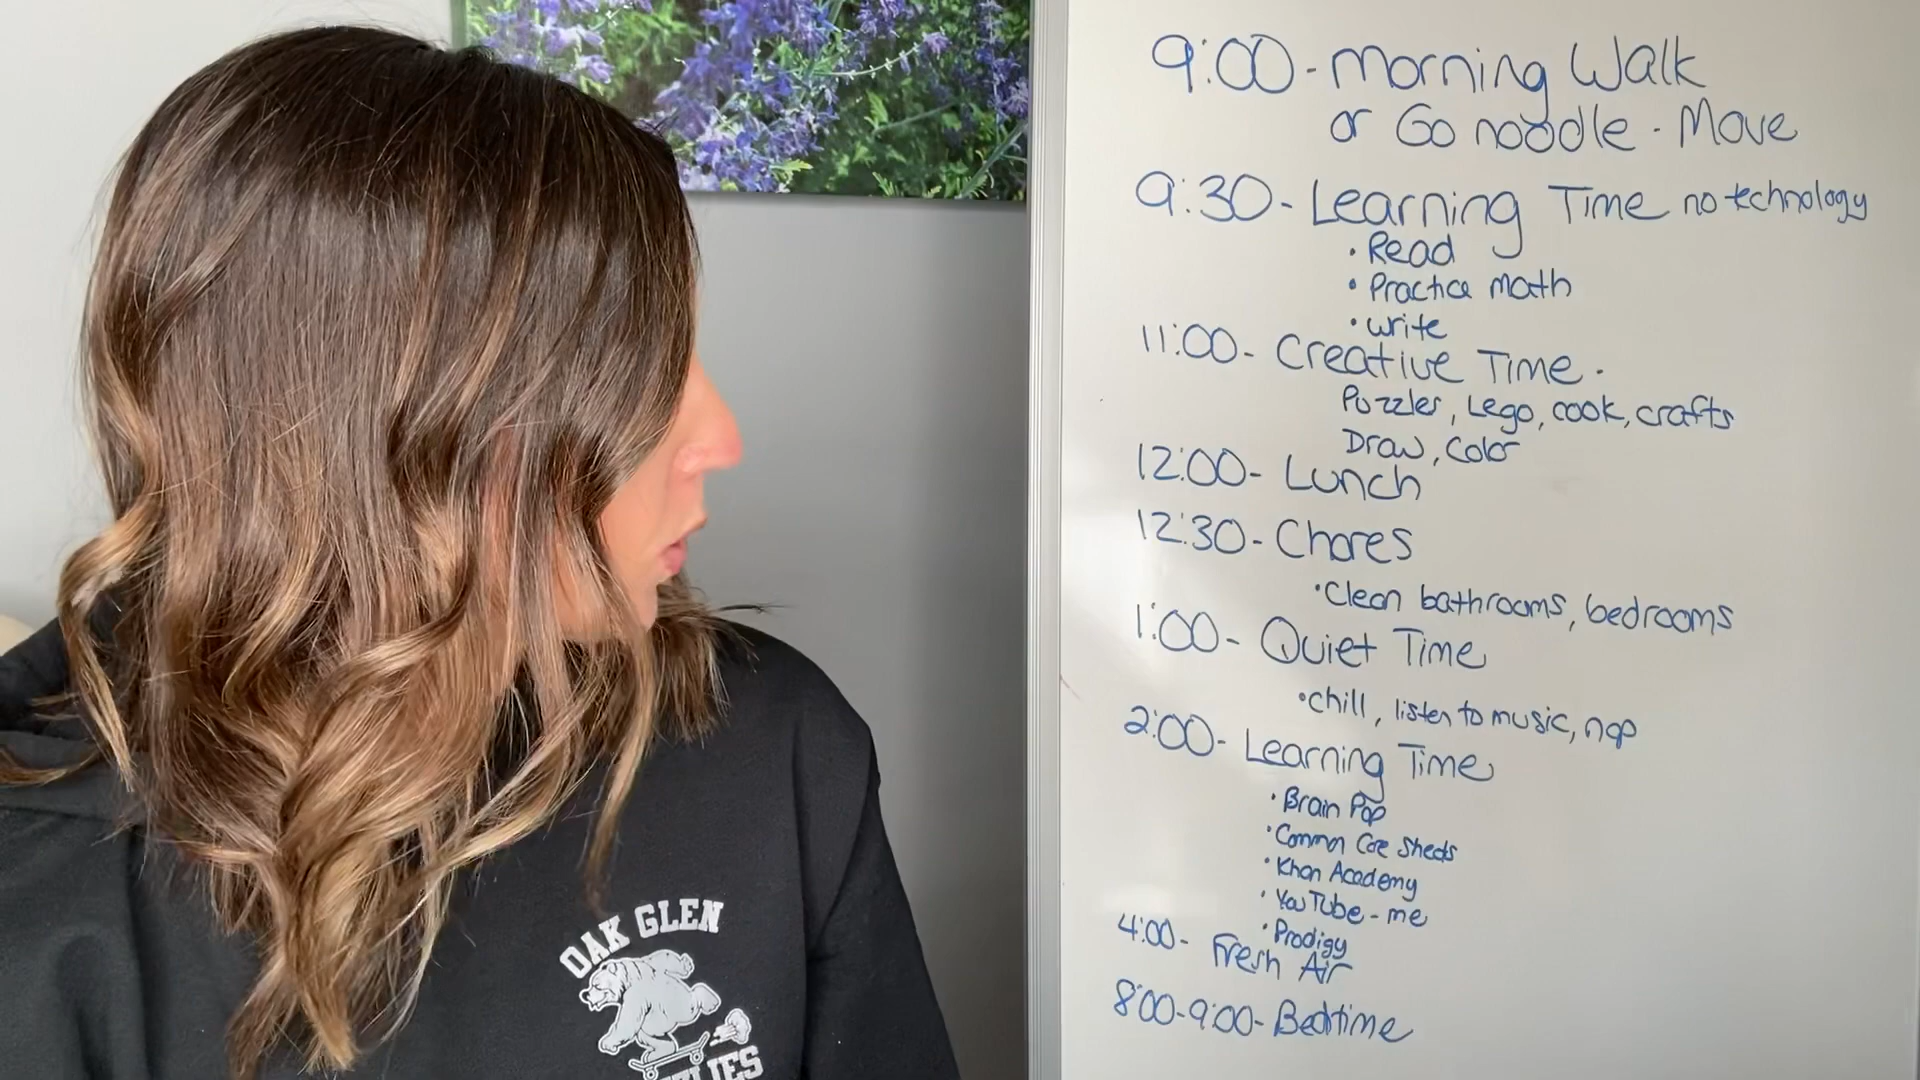 9:00 - Morning Walk
or Go noodle - Move
9:30 - Learning Time no technology
• Read
• Practice math
• write
11:00 - Creative Time -
Puzzles, Lego, cook, crafts
Draw, Color
12:00 - Lunch
12:30 - Chores
• Clean bathrooms, bedrooms
1:00 - Quiet Time
• chill, listen to music, nap
2:00 - Learning Time
• Brain Pop
• Common Core Sheets
• Khan Academy
• YouTube - me
• Prodigy
4:00 - Fresh Air
8:00 - 9:00 - Bedtime
OAK GLEN